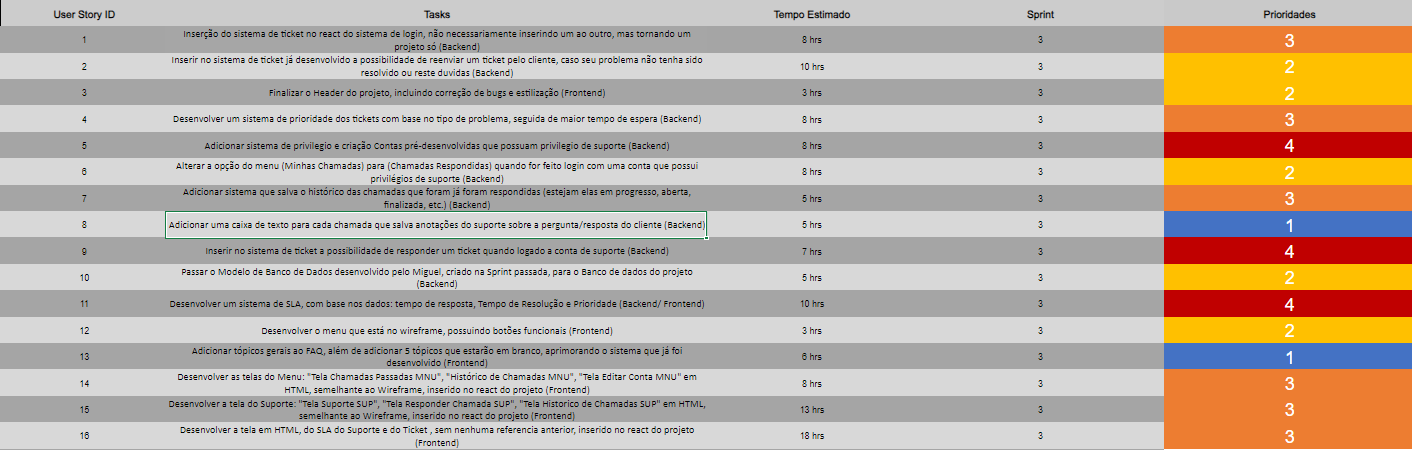 User Story ID Tasks Tempo Estimado Sprint Prioridades
1 Inserção do sistema de ticket no react do sistema de login, não necessariamente inserindo um ao outro, mas tornando um 8 hrs 3 3
projeto só (Backend)
2 Inserir no sistema de ticket já desenvolvido a possibilidade de reenviar um ticket pelo cliente, caso seu problema não tenha sido 10 hrs 3 2
resolvido ou reste duvidas (Backend)
3 Finalizar o Header do projeto, incluindo correção de bugs e estilização (Frontend) 3 hrs 3 2
4 Desenvolver um sistema de prioridade dos tickets com base no tipo de problema, seguida de maior tempo de espera (Backend) 8 hrs 3 3
5 Adicionar sistema de privilegio e criação Contas pré-desenvolvidas que possuam privilegio de suporte (Backend) 8 hrs 3 4
6 Alterar a opção do menu (Minhas Chamadas) para (Chamadas Respondidas) quando for feito login com uma conta que possui 8 hrs 3 2
privilégios de suporte (Backend)
7 Adicionar sistema que salva o histórico das chamadas que foram já foram respondidas (estejam elas em progresso, aberta, 5 hrs 3 3
finalizada, etc.) (Backend)
8 Adicionar uma caixa de texto para cada chamada que salva anotações do suporte sobre a pergunta/resposta do cliente (Backend) 5 hrs 3 1
9 Inserir no sistema de ticket a possibilidade de responder um ticket quando logado a conta de suporte (Backend) 7 hrs 3 4
10 Passar o Modelo de Banco de Dados desenvolvido pelo Miguel, criado na Sprint passada, para o Banco de dados do projeto 5 hrs 3 2
(Backend)
11 Desenvolver um sistema de SLA, com base nos dados: tempo de resposta, Tempo de Resolução e Prioridade (Backend/ Frontend) 10 hrs 3 4
12 Desenvolver o menu que está no wireframe, possuindo botões funcionais (Frontend) 3 hrs 3 2
13 Adicionar tópicos gerais ao FAQ, além de adicionar 5 tópicos que estarão em branco, aprimorando o sistema que já foi 6 hrs 3 1
desenvolvido (Frontend)
14 Desenvolver as telas do Menu: "Tela Chamadas Passadas MNU", "Histórico de Chamadas MNU", "Tela Editar Conta MNU" em 8 hrs 3 3
HTML, semelhante ao Wireframe, inserido no react do projeto (Frontend)
15 Desenvolver a tela do Suporte: "Tela Suporte SUP", "Tela Responder Chamada SUP", "Tela Historico de Chamadas SUP" em HTML, 13 hrs 3 3
semelhante ao Wireframe, inserido no react do projeto (Frontend)
16 Desenvolver a tela em HTML, do SLA do Suporte e do Ticket , sem nenhuma referencia anterior, inserido no react do projeto 18 hrs 3 3
(Frontend)